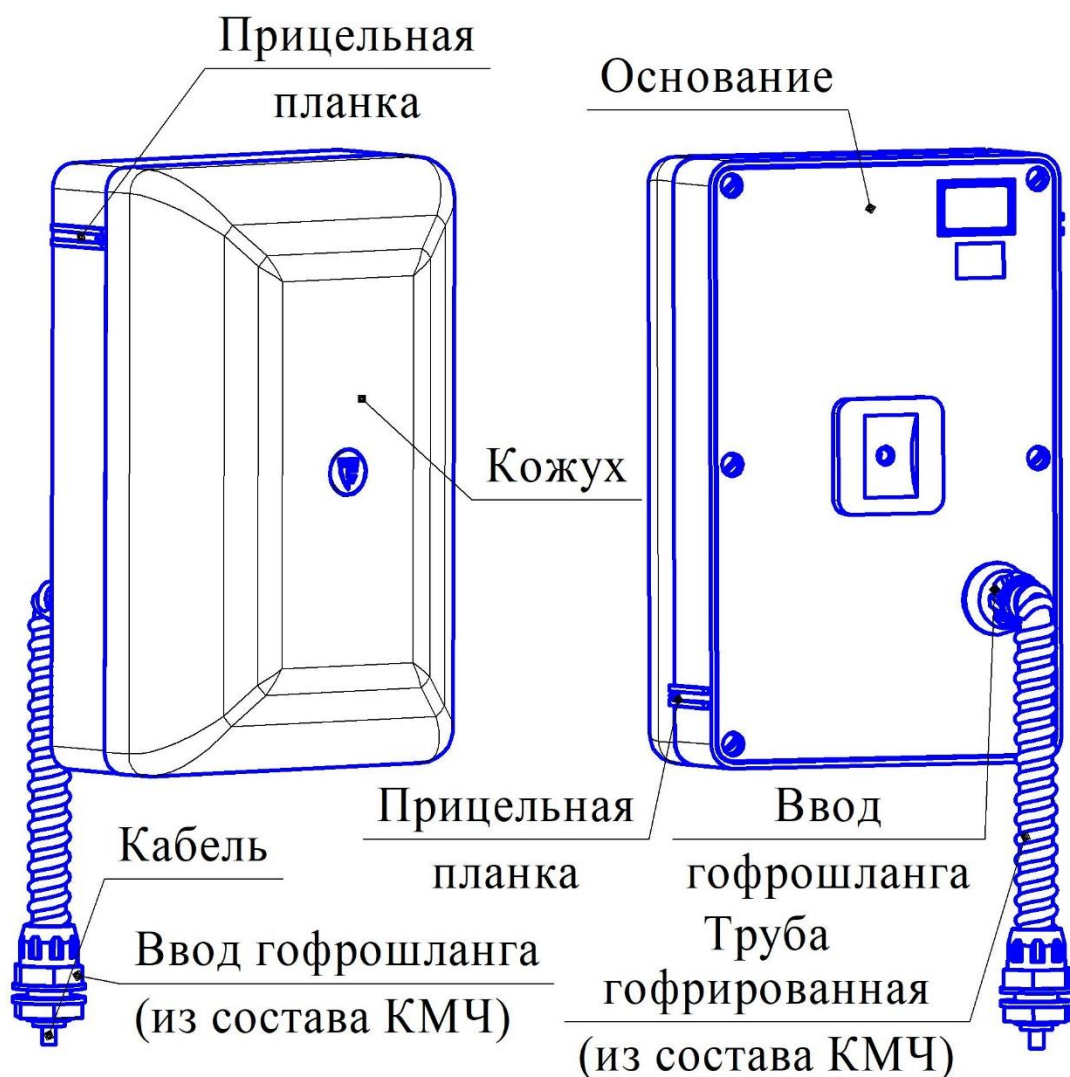 Прицельная
планка
Основание
Кожух
Прицельная
планка
Ввод
гофрошланга
Кабель
Ввод гофрошланга
(из состава КМЧ)
Труба
гофрированная
(из состава КМЧ)